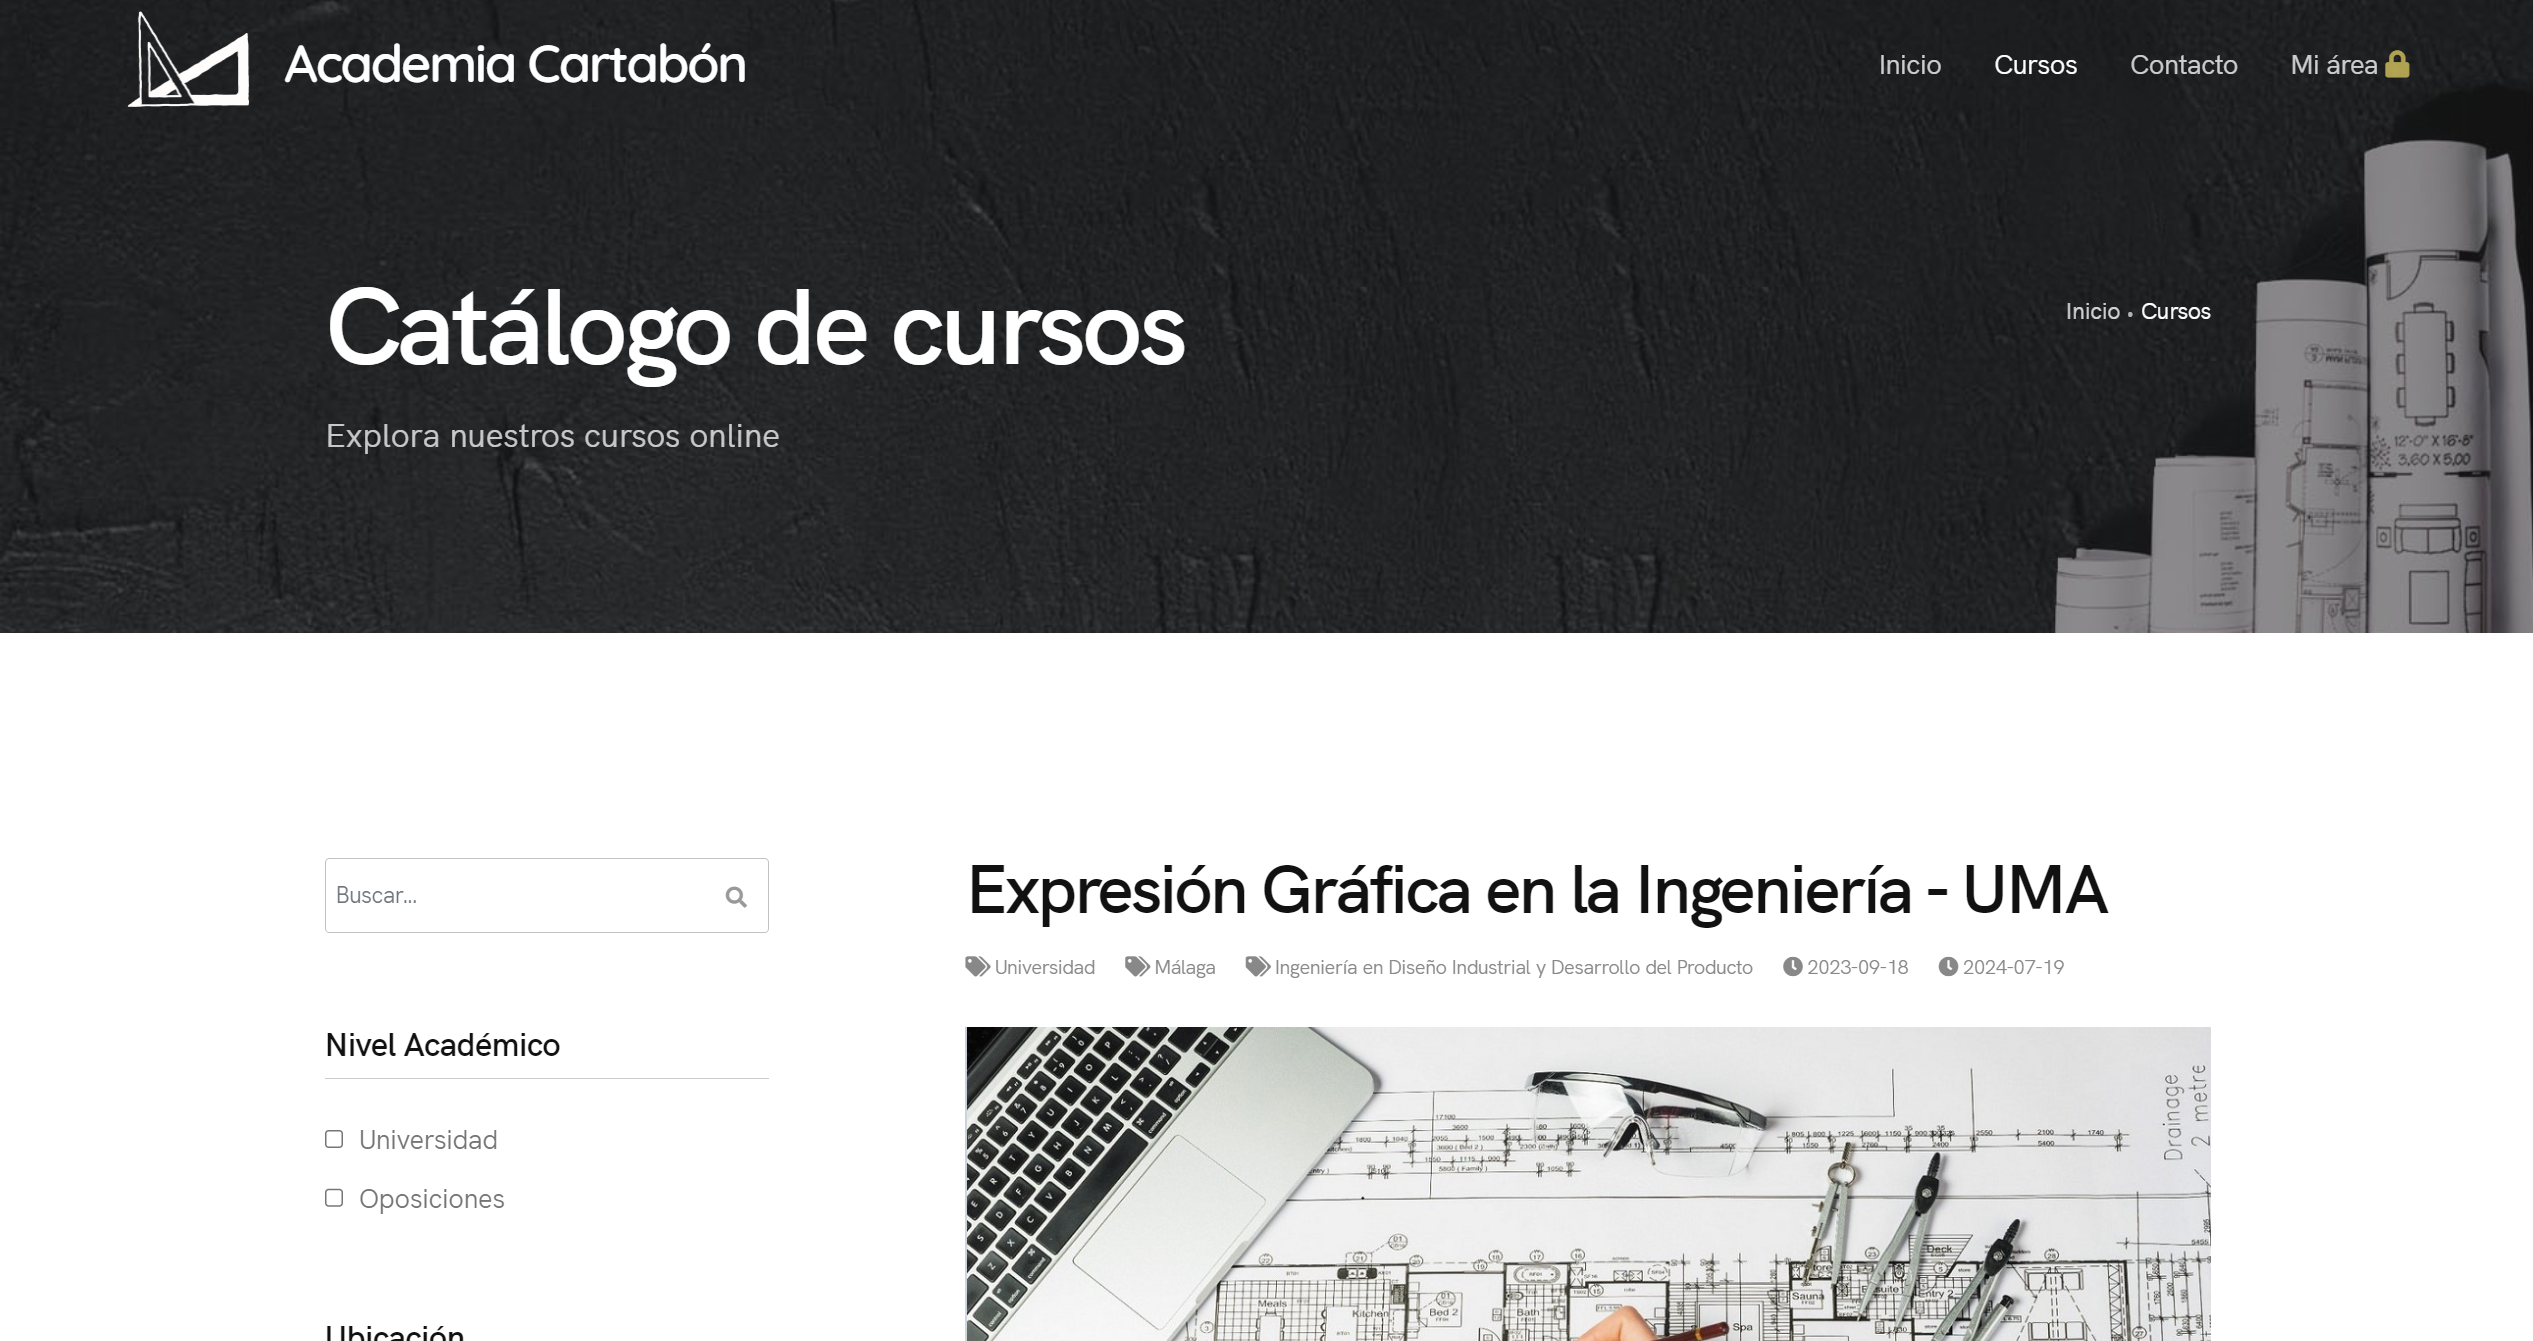 Academia Cartabón
Inicio
Cursos
Contacto
Mi área
Catálogo de cursos
Inicio • Cursos
Explora nuestros cursos online
12'-0" X 16'-8"
3,60 X 5,00
Buscar...
Expresión Gráfica en la Ingeniería - UMA
Universidad
Málaga
Ingeniería en Diseño Industrial y Desarrollo del Producto
2023-09-18
2024-07-19
Nivel Académico
Universidad
Oposiciones
Ubicación
Drainage
2 metre
Deck
Meals
Kitchen
Bed 2
Bath
Sauna
Entry 2
Spa